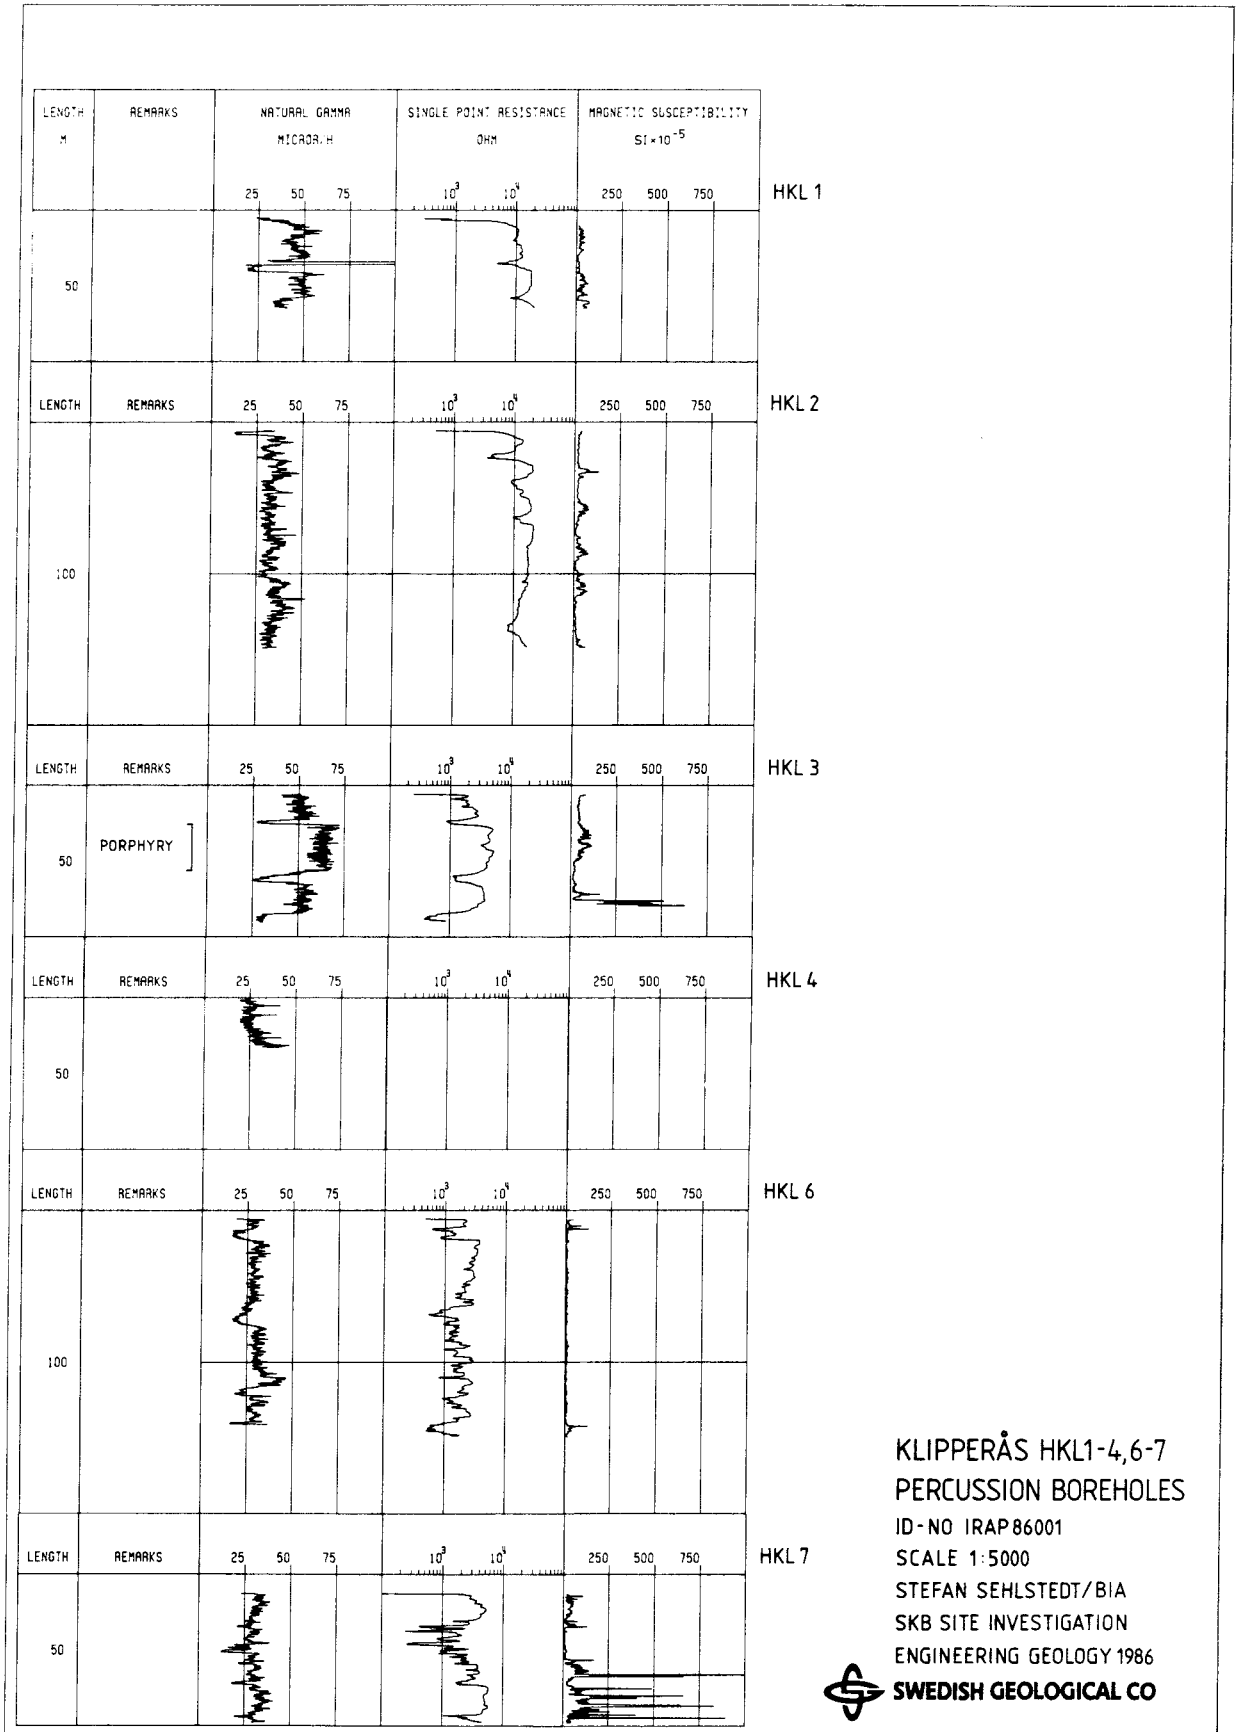 LENGTH REMARKS NATURAL GAMMA SINGLE POINT RESISTANCE MAGNETIC SUSCEPTIBILITY
M MICROR/H OHM SI×10⁻⁵
25 50 75 10³ 10⁴ 250 500 750 HKL 1
50
LENGTH REMARKS 25 50 75 10³ 10⁴ 250 500 750 HKL 2
100
LENGTH REMARKS 25 50 75 10³ 10⁴ 250 500 750 HKL 3
50 PORPHYRY
LENGTH REMARKS 25 50 75 10³ 10⁴ 250 500 750 HKL 4
50
LENGTH REMARKS 25 50 75 10³ 10⁴ 250 500 750 HKL 6
100
LENGTH REMARKS 25 50 75 10³ 10⁴ 250 500 750 HKL 7
50
KLIPPERÅS HKL1-4,6-7
PERCUSSION BOREHOLES
ID-NO IRAP86001
SCALE 1:5000
STEFAN SEHLSTEDT/BIA
SKB SITE INVESTIGATION
ENGINEERING GEOLOGY 1986
SWEDISH GEOLOGICAL CO